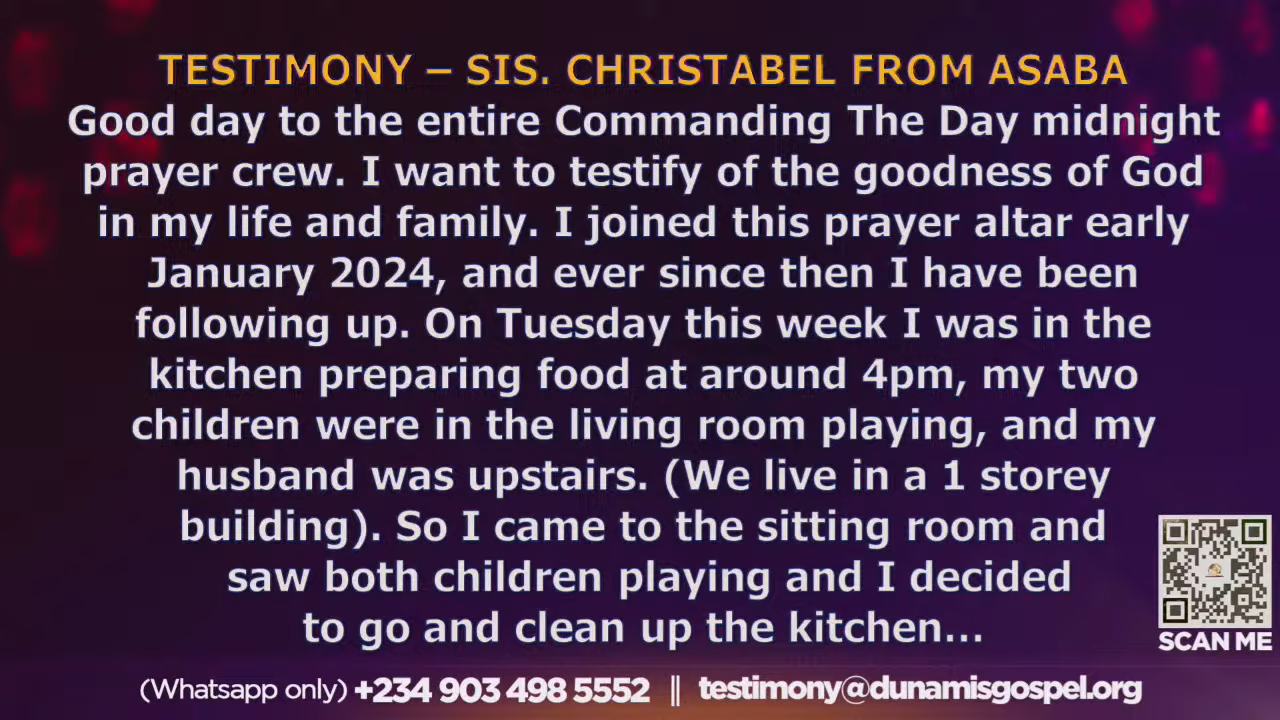 TESTIMONY – SIS. CHRISTABEL FROM ASABA
Good day to the entire Commanding The Day midnight
prayer crew. I want to testify of the goodness of God
in my life and family. I joined this prayer altar early
January 2024, and ever since then I have been
following up. On Tuesday this week I was in the
kitchen preparing food at around 4pm, my two
children were in the living room playing, and my
husband was upstairs. (We live in a 1 storey
building). So I came to the sitting room and
saw both children playing and I decided
to go and clean up the kitchen...
SCAN ME
(Whatsapp only) +234 903 498 5552 || testimony@dunamisgospel.org